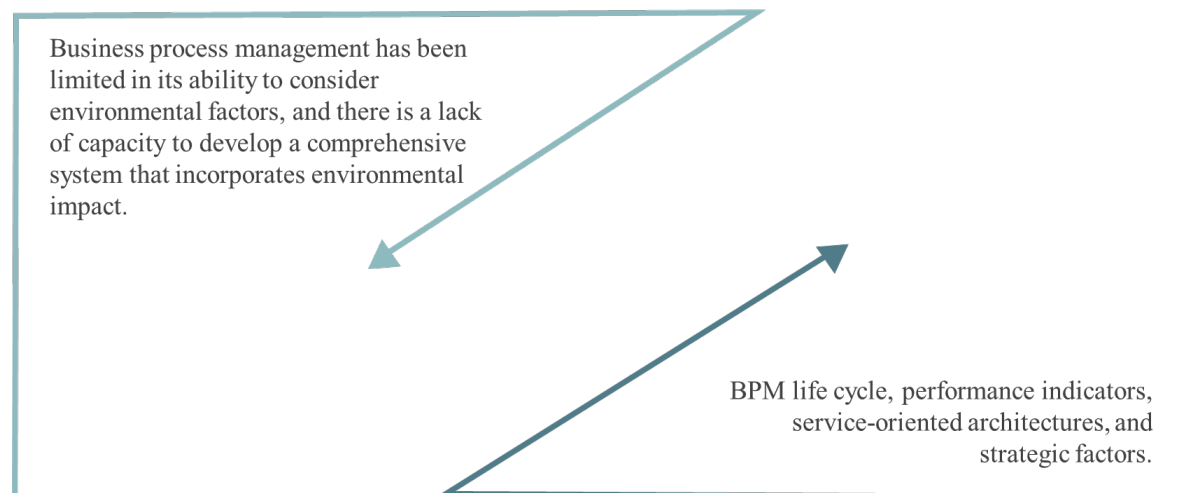 Business process management has been
limited in its ability to consider
environmental factors, and there is a lack
of capacity to develop a comprehensive
system that incorporates environmental
impact.
BPM life cycle, performance indicators,
service-oriented architectures, and
strategic factors.